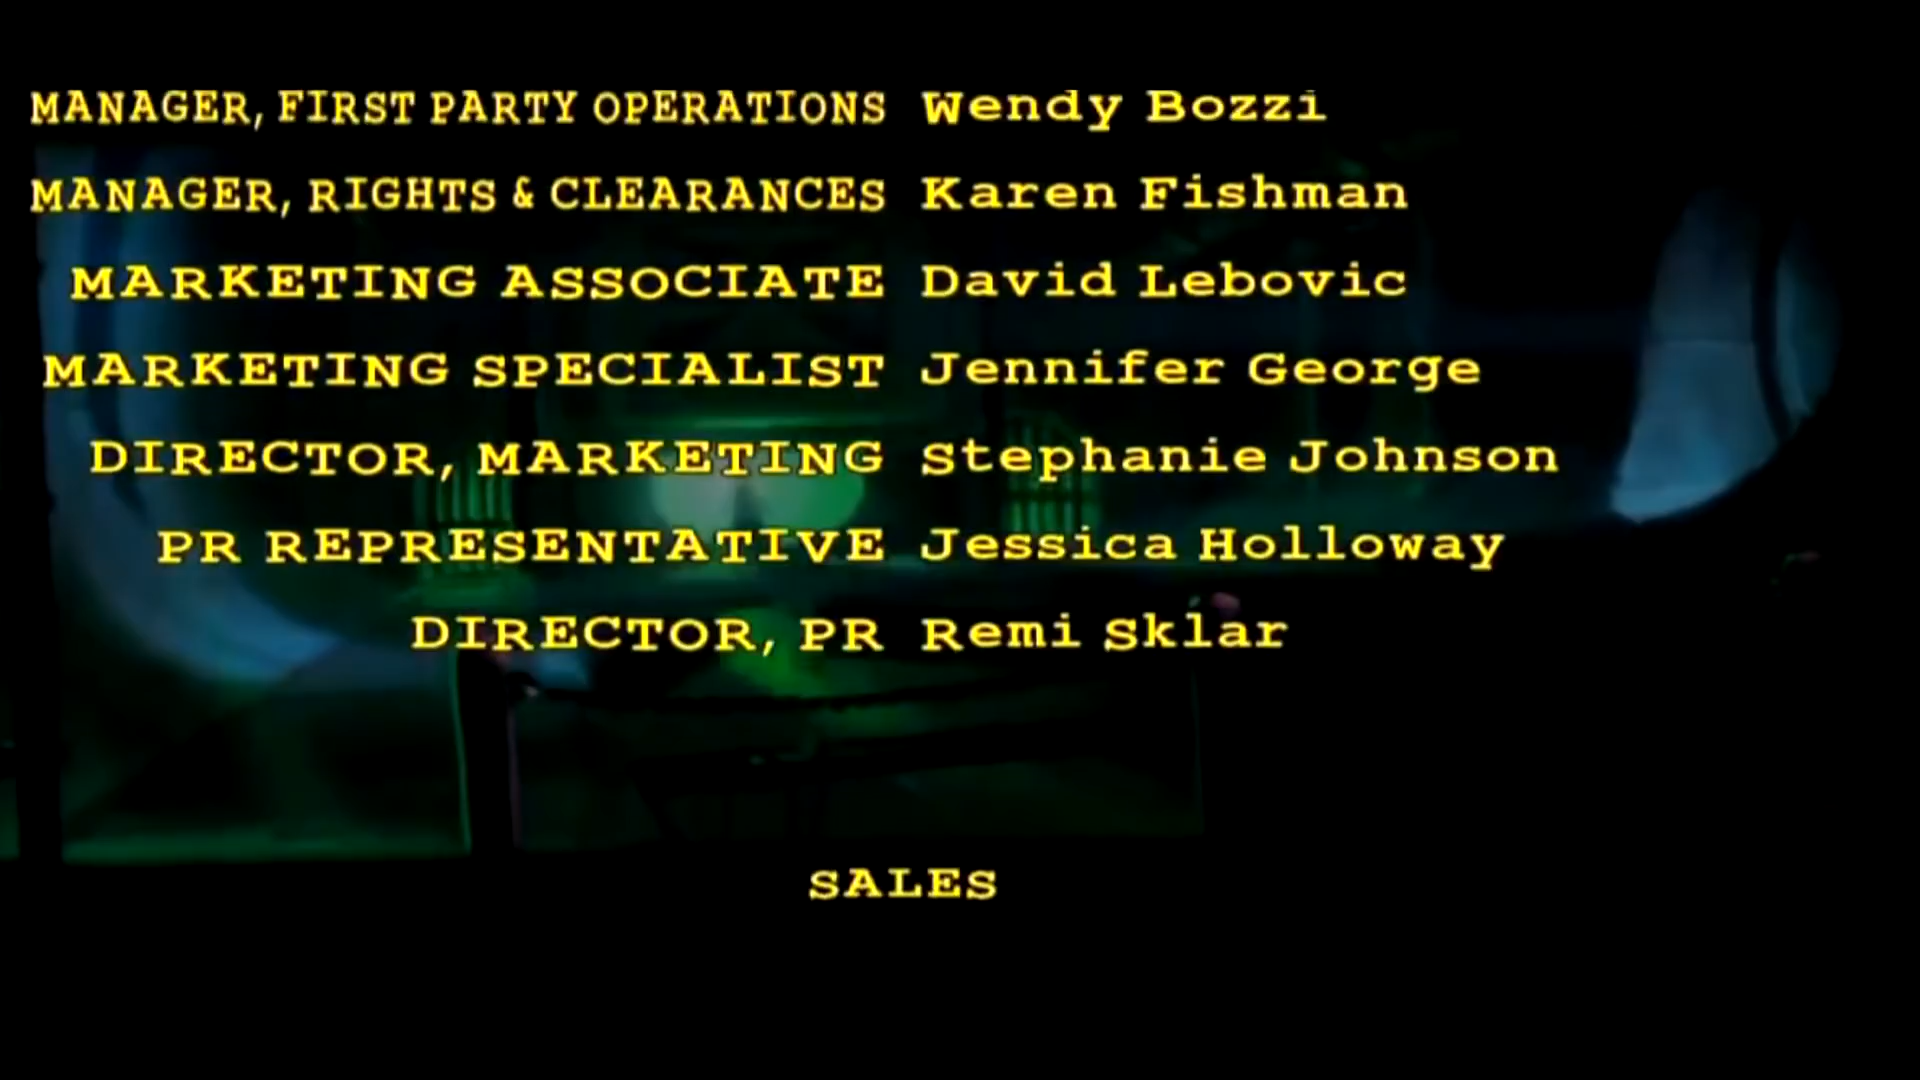 MANAGER, FIRST PARTY OPERATIONS Wendy Bozzi
MANAGER, RIGHTS & CLEARANCES Karen Fishman
MARKETING ASSOCIATE David Lebovic
MARKETING SPECIALIST Jennifer George
DIRECTOR, MARKETING Stephanie Johnson
PR REPRESENTATIVE Jessica Holloway
DIRECTOR, PR Remi Sklar
SALES